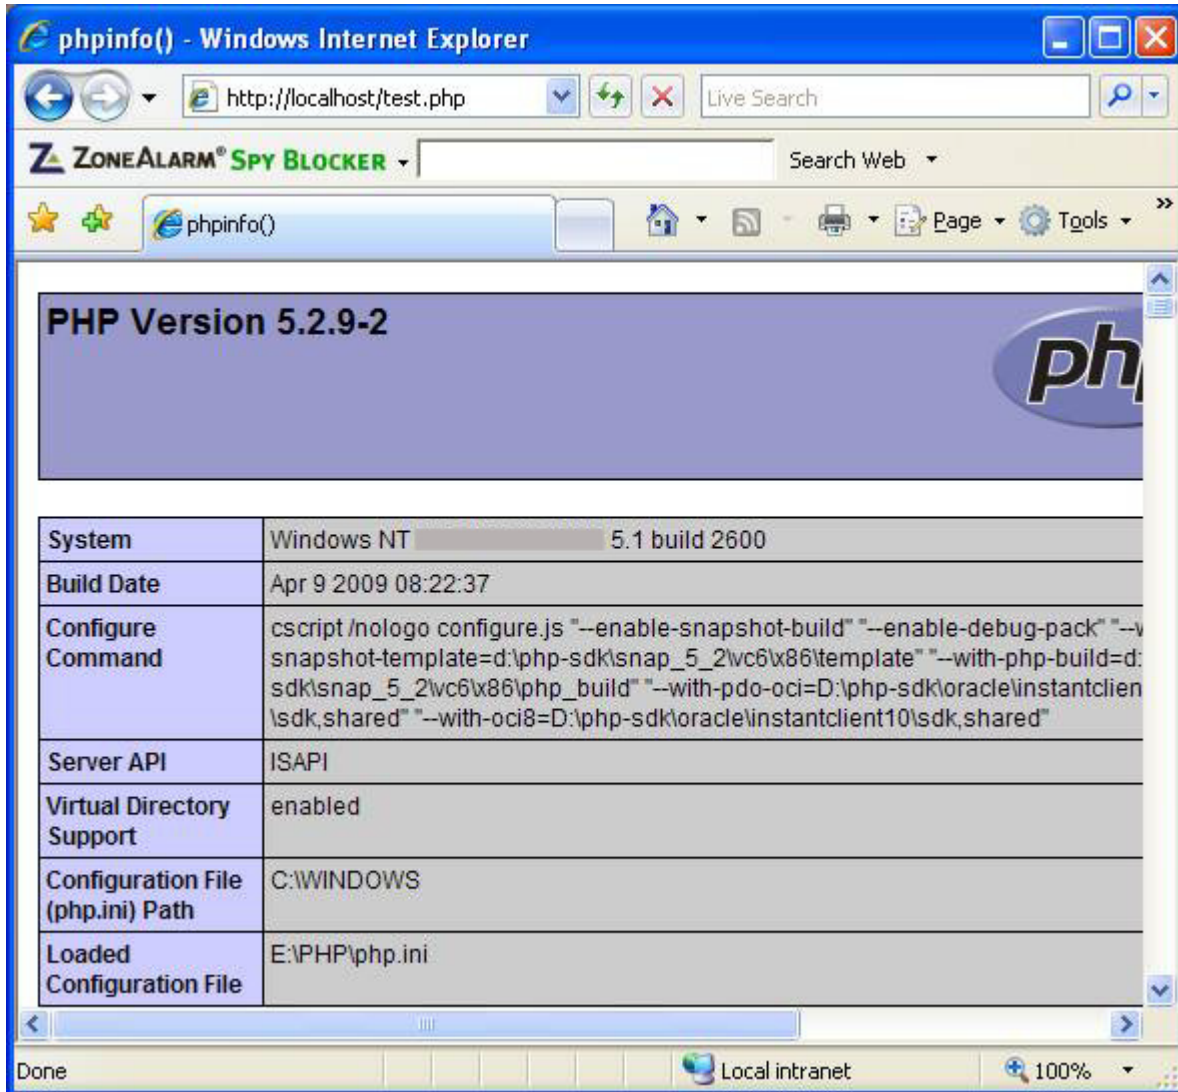 phpinfo() - Windows Internet Explorer
http://localhost/test.php
Live Search
ZONEALARM® SPY BLOCKER
Search Web
phpinfo()
Page
Tools
»
PHP Version 5.2.9-2
php
System
Windows NT 5.1 build 2600
Build Date
Apr 9 2009 08:22:37
Configure
Command
cscript /nologo configure.js "--enable-snapshot-build" "--enable-debug-pack" "--
snapshot-template=d:\php-sdk\snap_5_2\vc6\x86\template" "--with-php-build=d:
sdk\snap_5_2\vc6\x86\php_build" "--with-pdo-oci=D:\php-sdk\oracle\instantclien
\sdk,shared" "--with-oci8=D:\php-sdk\oracle\instantclient10\sdk,shared"
Server API
ISAPI
Virtual Directory
Support
enabled
Configuration File
(php.ini) Path
C:\WINDOWS
Loaded
Configuration File
E:\PHP\php.ini
Done
Local intranet
100%